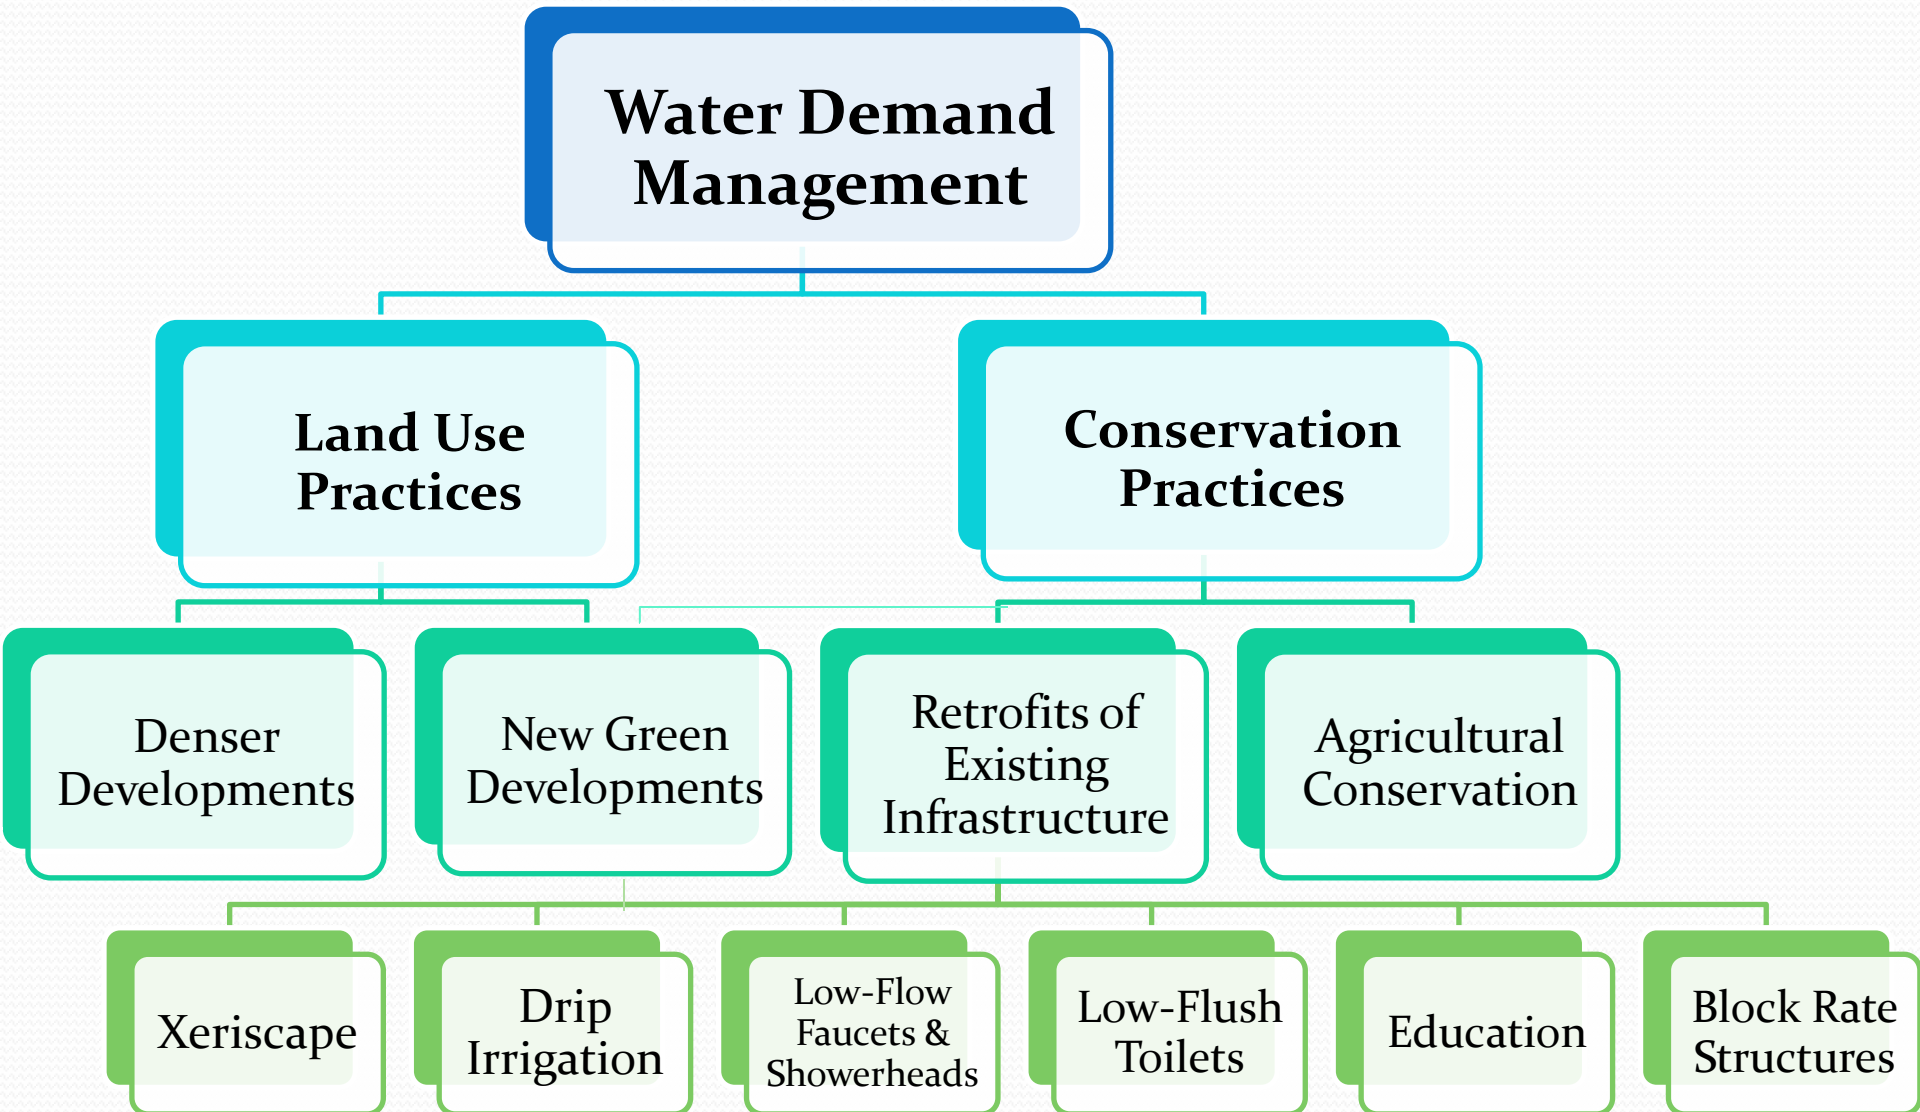 Water Demand
Management
Land Use
Practices
Conservation
Practices
Denser
Developments
New Green
Developments
Retrofits of
Existing
Infrastructure
Agricultural
Conservation
Xeriscape
Drip
Irrigation
Low-Flow
Faucets &
Showerheads
Low-Flush
Toilets
Education
Block Rate
Structures